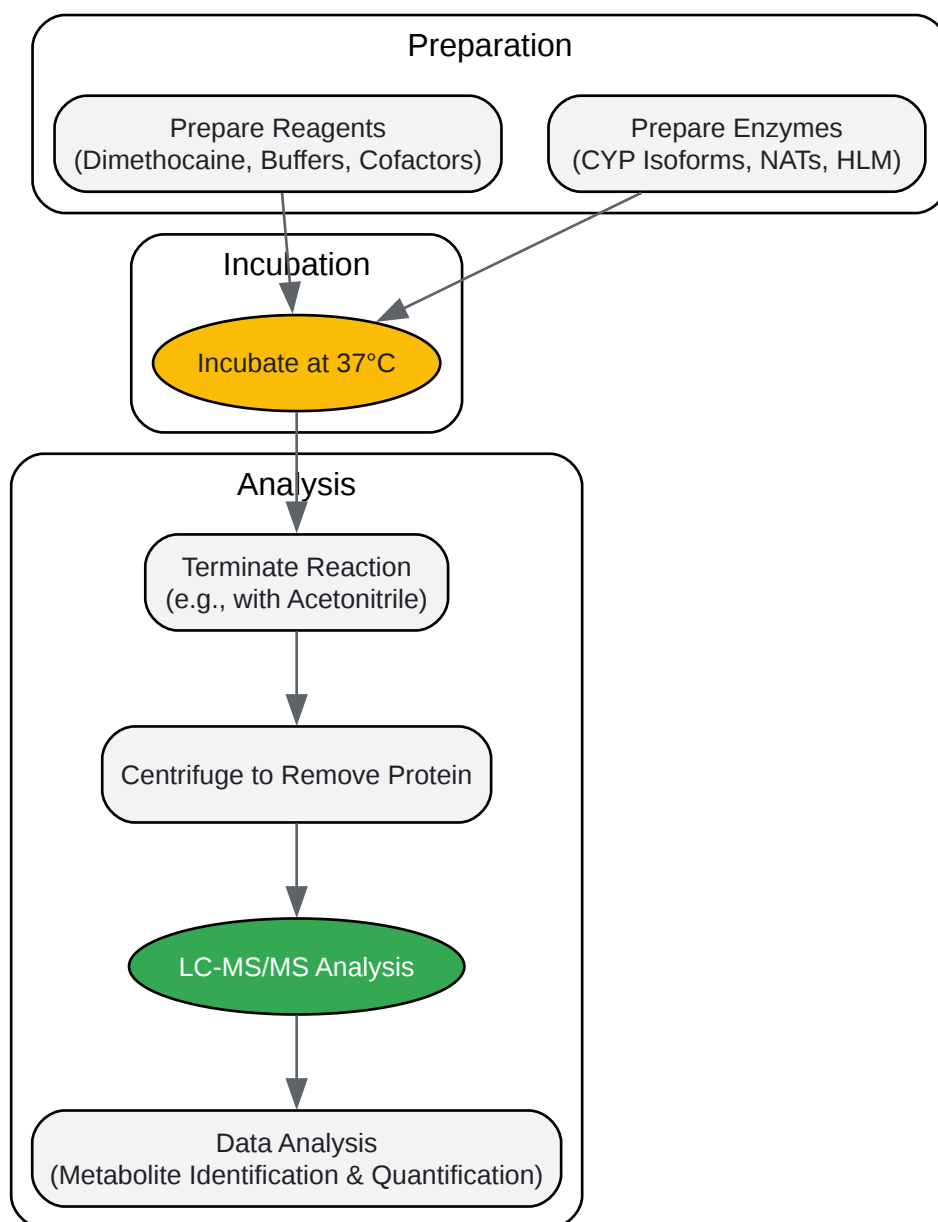 Preparation
Prepare Reagents
(Dimethocaine, Buffers, Cofactors)
Prepare Enzymes
(CYP Isoforms, NATs, HLM)
Incubation
Incubate at 37°C
Analysis
Terminate Reaction
(e.g., with Acetonitrile)
Centrifuge to Remove Protein
LC-MS/MS Analysis
Data Analysis
(Metabolite Identification & Quantification)